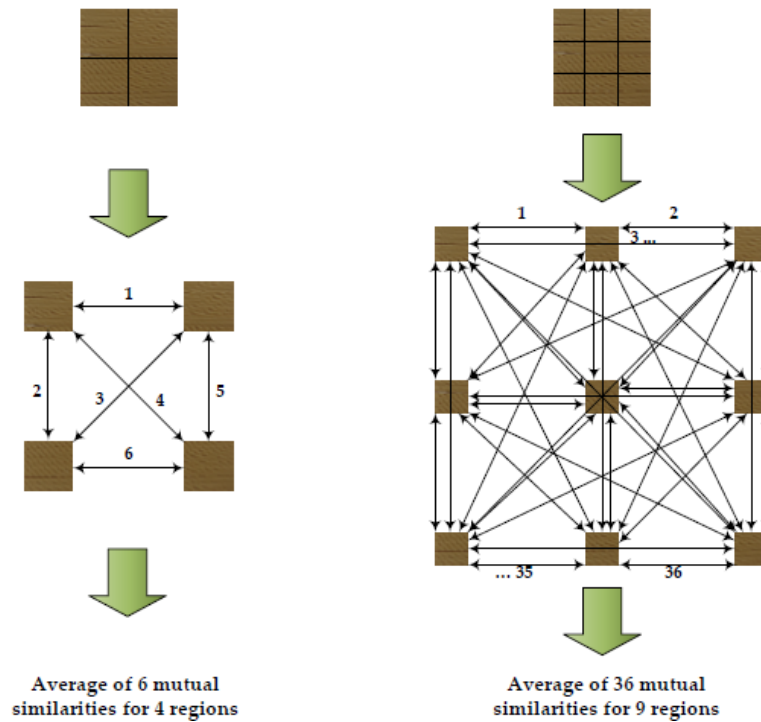 1
2
3 ...
1
2
3
4
5
6
... 35
36
Average of 6 mutual
similarities for 4 regions
Average of 36 mutual
similarities for 9 regions